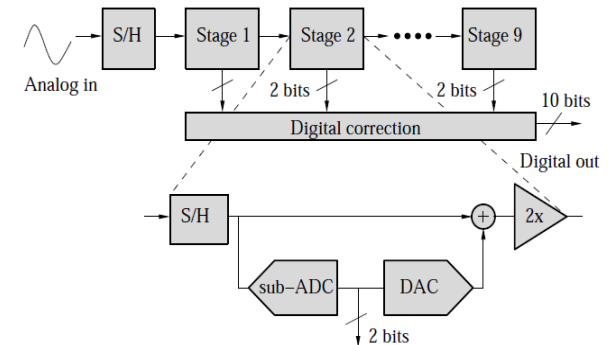 S/H
Stage 1
Stage 2
Stage 9
Analog in
2 bits
2 bits
10 bits
Digital correction
Digital out
S/H
+
2x
sub-ADC
DAC
2 bits